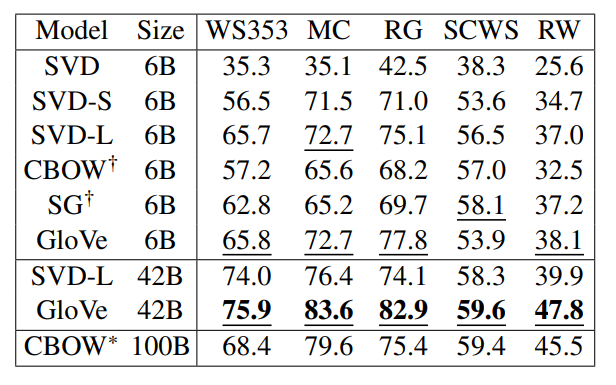 Model Size WS353 MC RG SCWS RW
SVD 6B 35.3 35.1 42.5 38.3 25.6
SVD-S 6B 56.5 71.5 71.0 53.6 34.7
SVD-L 6B 65.7 72.7 75.1 56.5 37.0
CBOW† 6B 57.2 65.6 68.2 57.0 32.5
SG† 6B 62.8 65.2 69.7 58.1 37.2
GloVe 6B 65.8 72.7 77.8 53.9 38.1
SVD-L 42B 74.0 76.4 74.1 58.3 39.9
GloVe 42B 75.9 83.6 82.9 59.6 47.8
CBOW* 100B 68.4 79.6 75.4 59.4 45.5